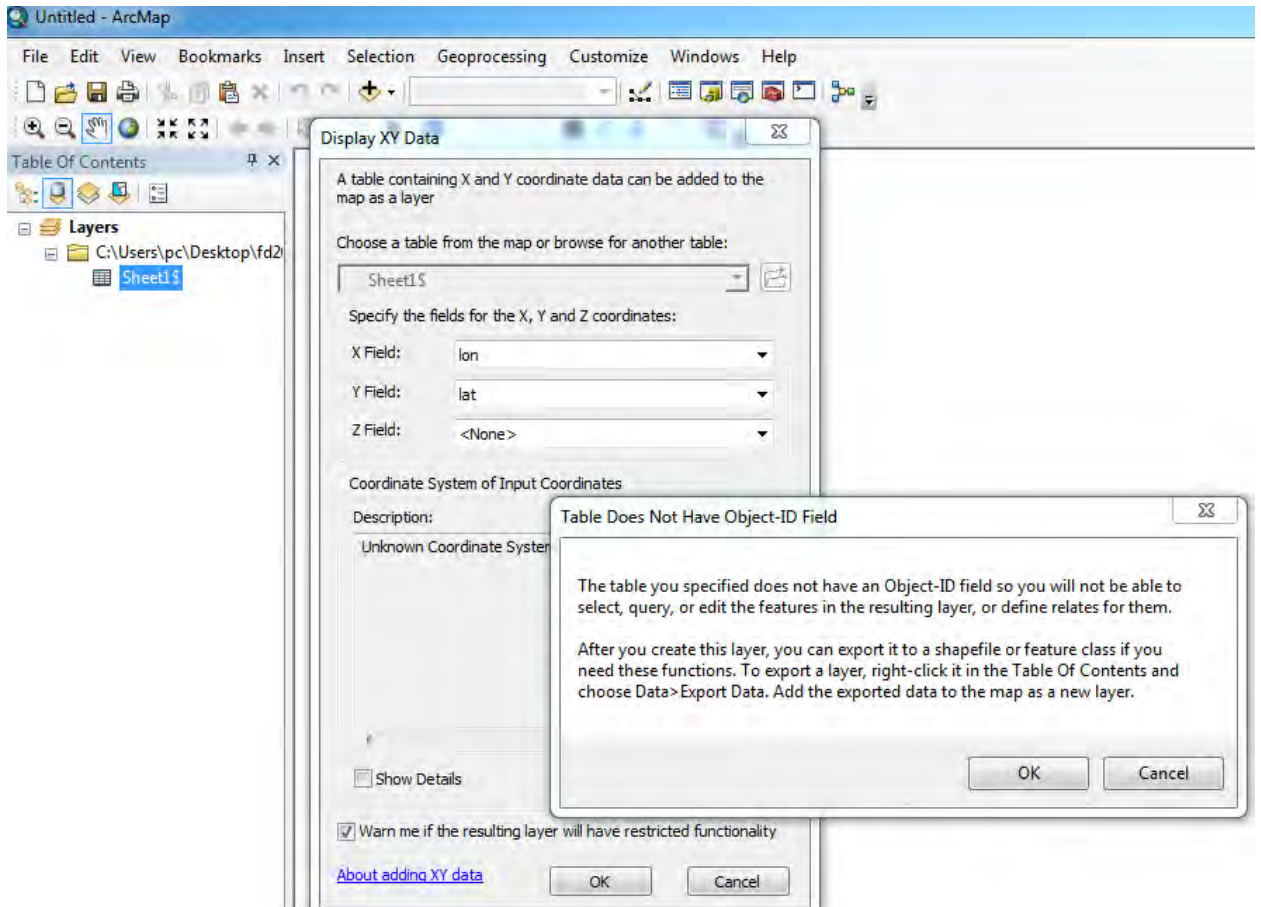 Untitled - ArcMap
File Edit View Bookmarks Insert Selection Geoprocessing Customize Windows Help
Table Of Contents
Layers
C:\Users\pc\Desktop\fd2
Sheet1$
Display XY Data
A table containing X and Y coordinate data can be added to the
map as a layer
Choose a table from the map or browse for another table:
Sheet1$
Specify the fields for the X, Y and Z coordinates:
X Field: lon
Y Field: lat
Z Field: <None>
Coordinate System of Input Coordinates
Description:
Unknown Coordinate System
Show Details
Warn me if the resulting layer will have restricted functionality
About adding XY data
OK Cancel
Table Does Not Have Object-ID Field
The table you specified does not have an Object-ID field so you will not be able to
select, query, or edit the features in the resulting layer, or define relates for them.
After you create this layer, you can export it to a shapefile or feature class if you
need these functions. To export a layer, right-click it in the Table Of Contents and
choose Data>Export Data. Add the exported data to the map as a new layer.
OK Cancel